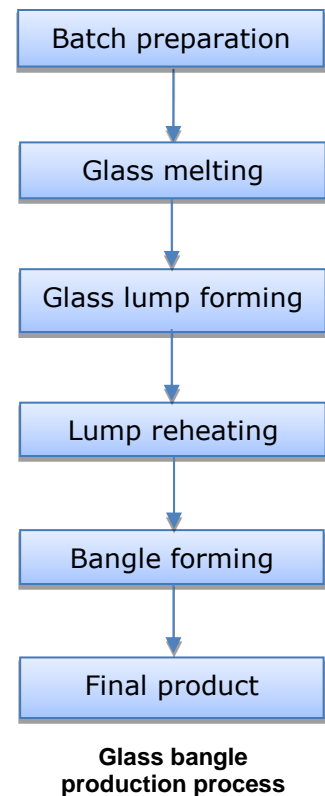 Batch preparation
Glass melting
Glass lump forming
Lump reheating
Bangle forming
Final product
Glass bangle
production process